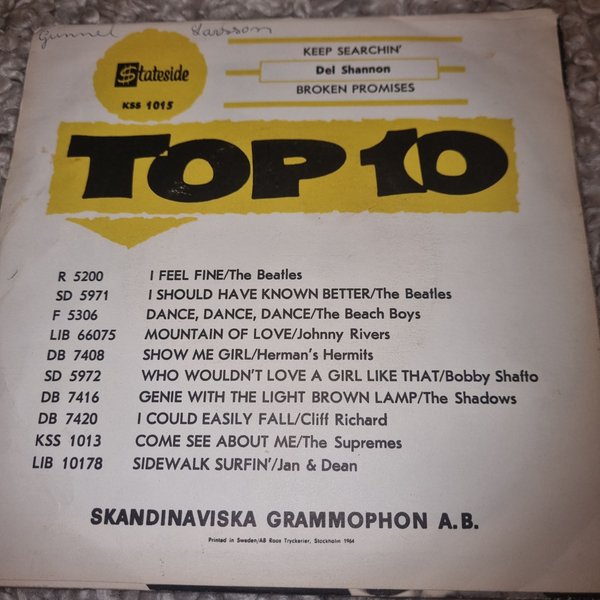 Gunnel Larsson
$tateside
KSS 1015
KEEP SEARCHIN'
Del Shannon
BROKEN PROMISES
TOP 10
R 5200 I FEEL FINE/The Beatles
SD 5971 I SHOULD HAVE KNOWN BETTER/The Beatles
F 5306 DANCE, DANCE, DANCE/The Beach Boys
LIB 66075 MOUNTAIN OF LOVE/Johnny Rivers
DB 7408 SHOW ME GIRL/Herman's Hermits
SD 5972 WHO WOULDN'T LOVE A GIRL LIKE THAT/Bobby Shafto
DB 7416 GENIE WITH THE LIGHT BROWN LAMP/The Shadows
DB 7420 I COULD EASILY FALL/Cliff Richard
KSS 1013 COME SEE ABOUT ME/The Supremes
LIB 10178 SIDEWALK SURFIN'/Jan & Dean
SKANDINAVISKA GRAMMOPHON A.B.
Printed in Sweden/AB Roos Tryckerier, Stockholm 1964